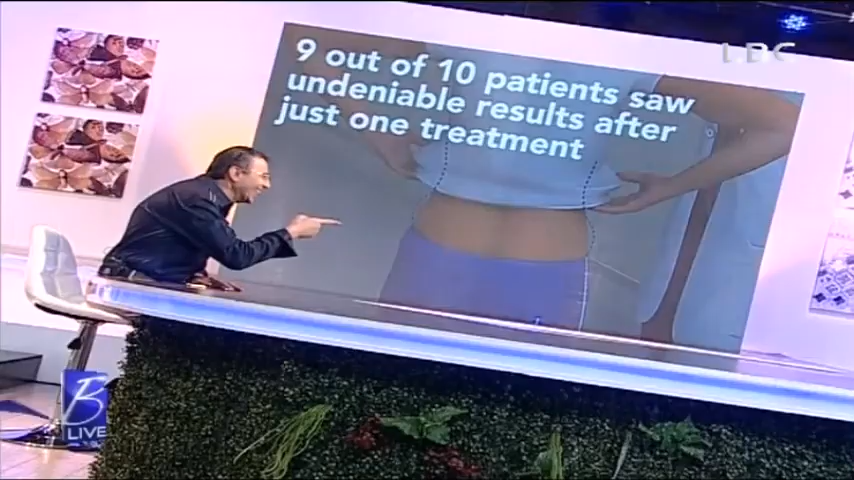 LBC
9 out of 10 patients saw
undeniable results after
just one treatment
B
LIVE